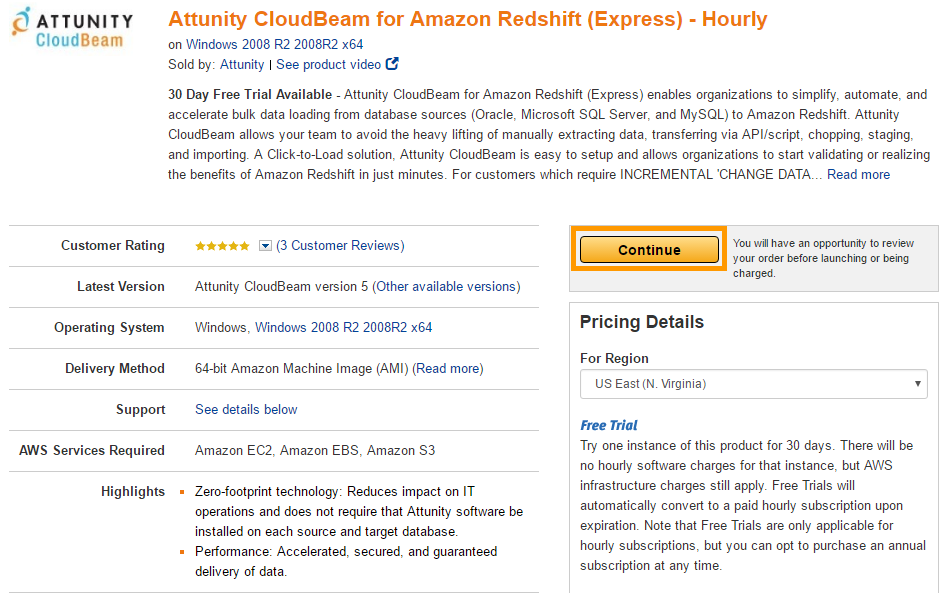 ATTUNITY
CloudBeam
Attunity CloudBeam for Amazon Redshift (Express) - Hourly
on Windows 2008 R2 2008R2 x64
Sold by: Attunity | See product video
30 Day Free Trial Available - Attunity CloudBeam for Amazon Redshift (Express) enables organizations to simplify, automate, and
accelerate bulk data loading from database sources (Oracle, Microsoft SQL Server, and MySQL) to Amazon Redshift. Attunity
CloudBeam allows your team to avoid the heavy lifting of manually extracting data, transferring via API/script, chopping, staging,
and importing. A Click-to-Load solution, Attunity CloudBeam is easy to setup and allows organizations to start validating or realizing
the benefits of Amazon Redshift in just minutes. For customers which require INCREMENTAL 'CHANGE DATA... Read more
Customer Rating (3 Customer Reviews)
Latest Version Attunity CloudBeam version 5 (Other available versions)
Operating System Windows, Windows 2008 R2 2008R2 x64
Delivery Method 64-bit Amazon Machine Image (AMI) (Read more)
Support See details below
AWS Services Required Amazon EC2, Amazon EBS, Amazon S3
Highlights Zero-footprint technology: Reduces impact on IT
operations and does not require that Attunity software be
installed on each source and target database.
Performance: Accelerated, secured, and guaranteed
delivery of data.
Continue
You will have an opportunity to review
your order before launching or being
charged.
Pricing Details
For Region
US East (N. Virginia)
Free Trial
Try one instance of this product for 30 days. There will be
no hourly software charges for that instance, but AWS
infrastructure charges still apply. Free Trials will
automatically convert to a paid hourly subscription upon
expiration. Note that Free Trials are only applicable for
hourly subscriptions, but you can opt to purchase an annual
subscription at any time.